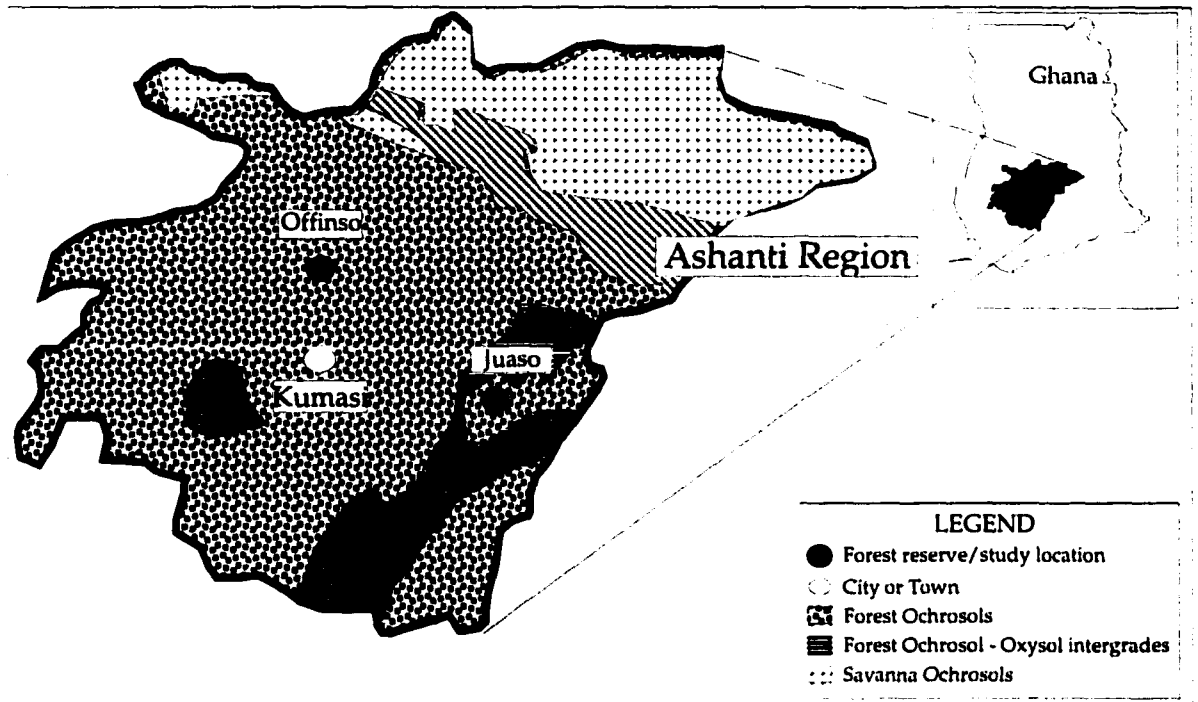 Ghana
Offinso
Ashanti Region
Juaso
Kumasi
LEGEND
Forest reserve/study location
City or Town
Forest Ochrosols
Forest Ochrosol - Oxysol intergrades
Savanna Ochrosols